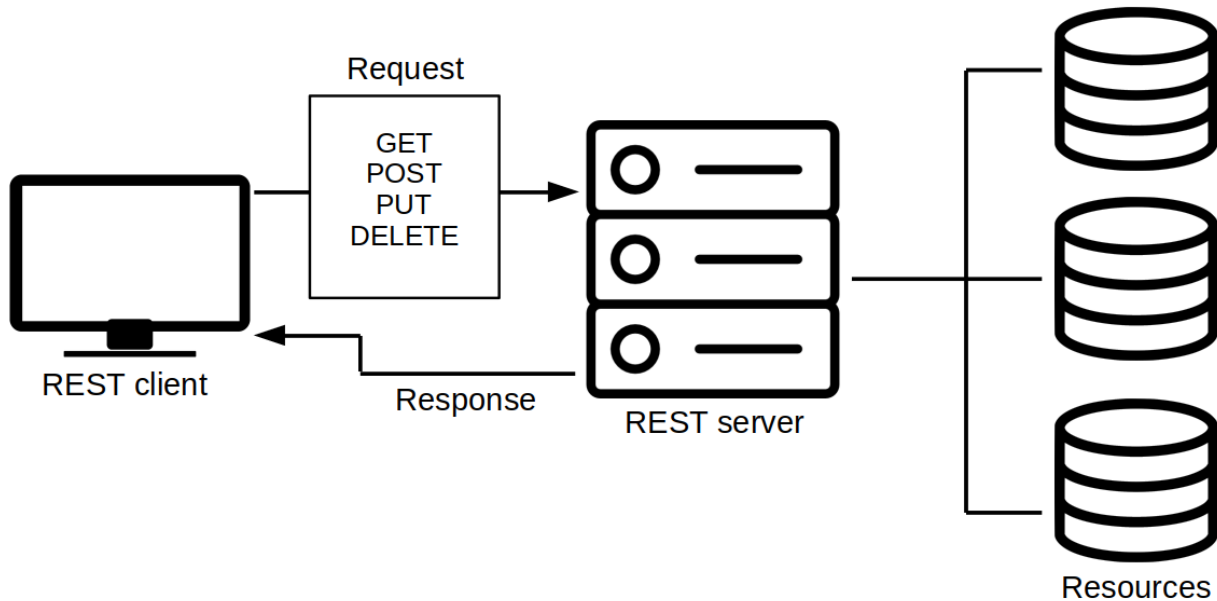 Request
GET
POST
PUT
DELETE
REST client
Response
REST server
Resources